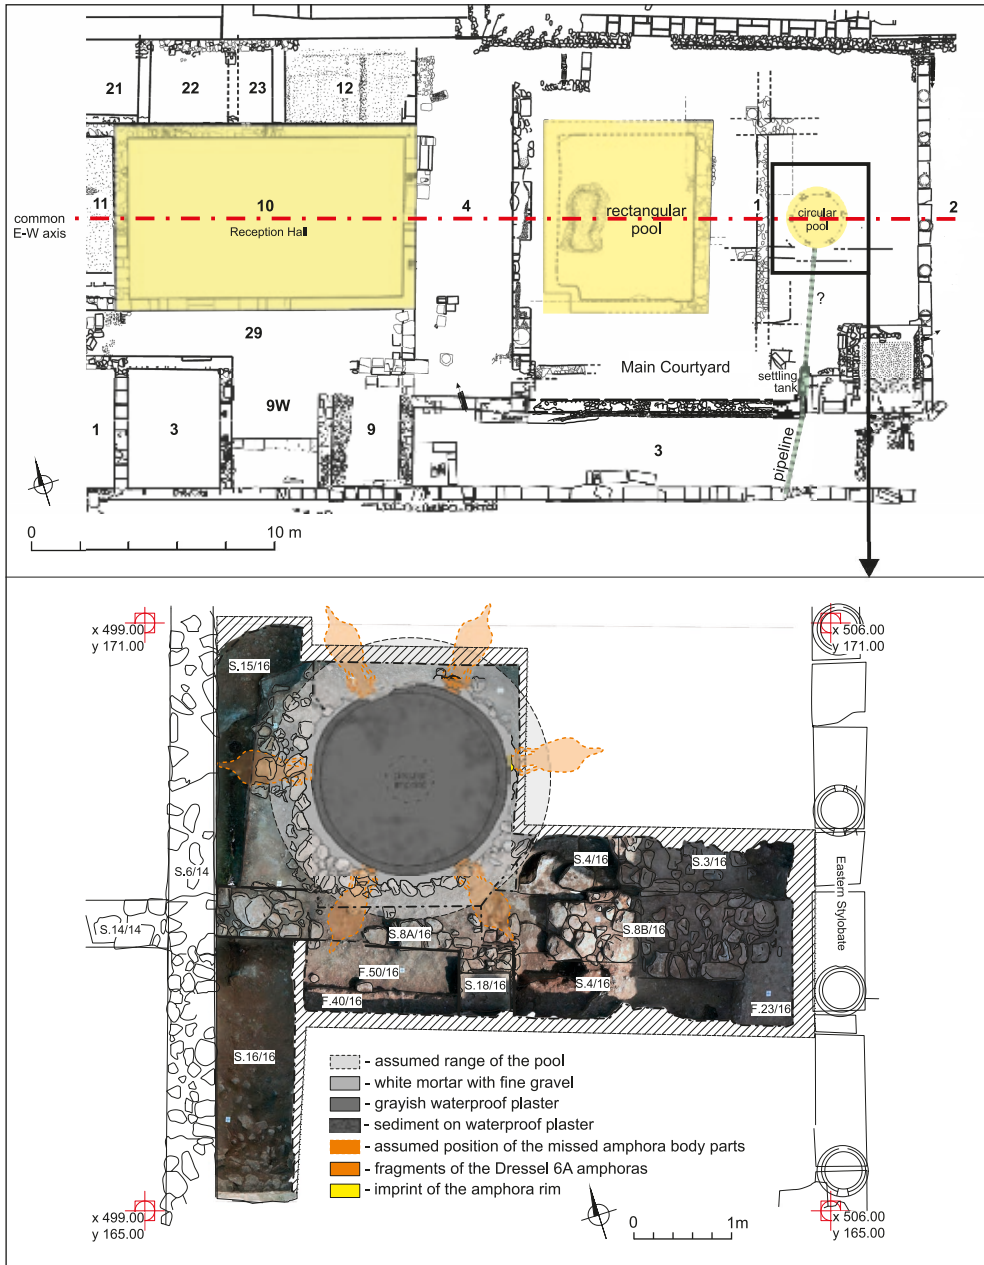 21
22
23
12
11
10
Reception Hall
4
rectangular
pool
1
circular
pool
2
common
E-W axis
?
29
Main Courtyard
settling
tank
9W
1
3
9
3
pipeline
0
10 m
x 499.00
y 171.00
x 506.00
y 171.00
S.15/16
S.6/14
S.4/16
S.3/16
Eastern Stylobate
S.14/14
S.8A/16
S.8B/16
F.50/16
S.18/16
S.4/16
F.40/16
F.23/16
S.16/16
- assumed range of the pool
- white mortar with fine gravel
- grayish waterproof plaster
- sediment on waterproof plaster
- assumed position of the missed amphora body parts
- fragments of the Dressel 6A amphoras
- imprint of the amphora rim
x 499.00
y 165.00
0
1m
x 506.00
y 165.00